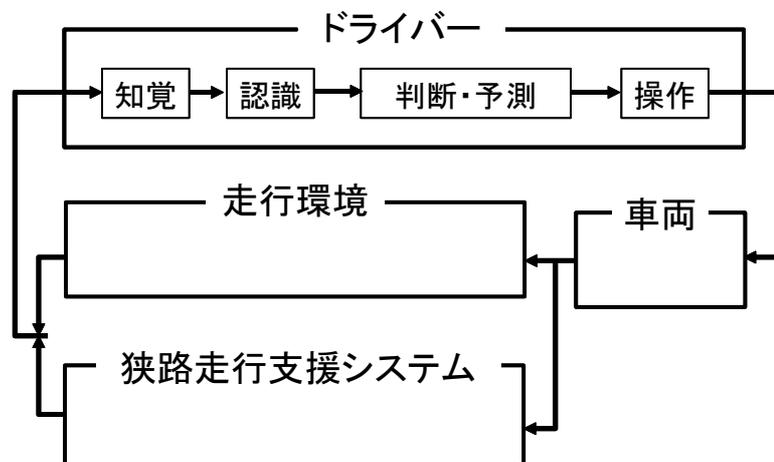 ドライバー
知覚
認識
判断・予測
操作
走行環境
車両
狭路走行支援システム